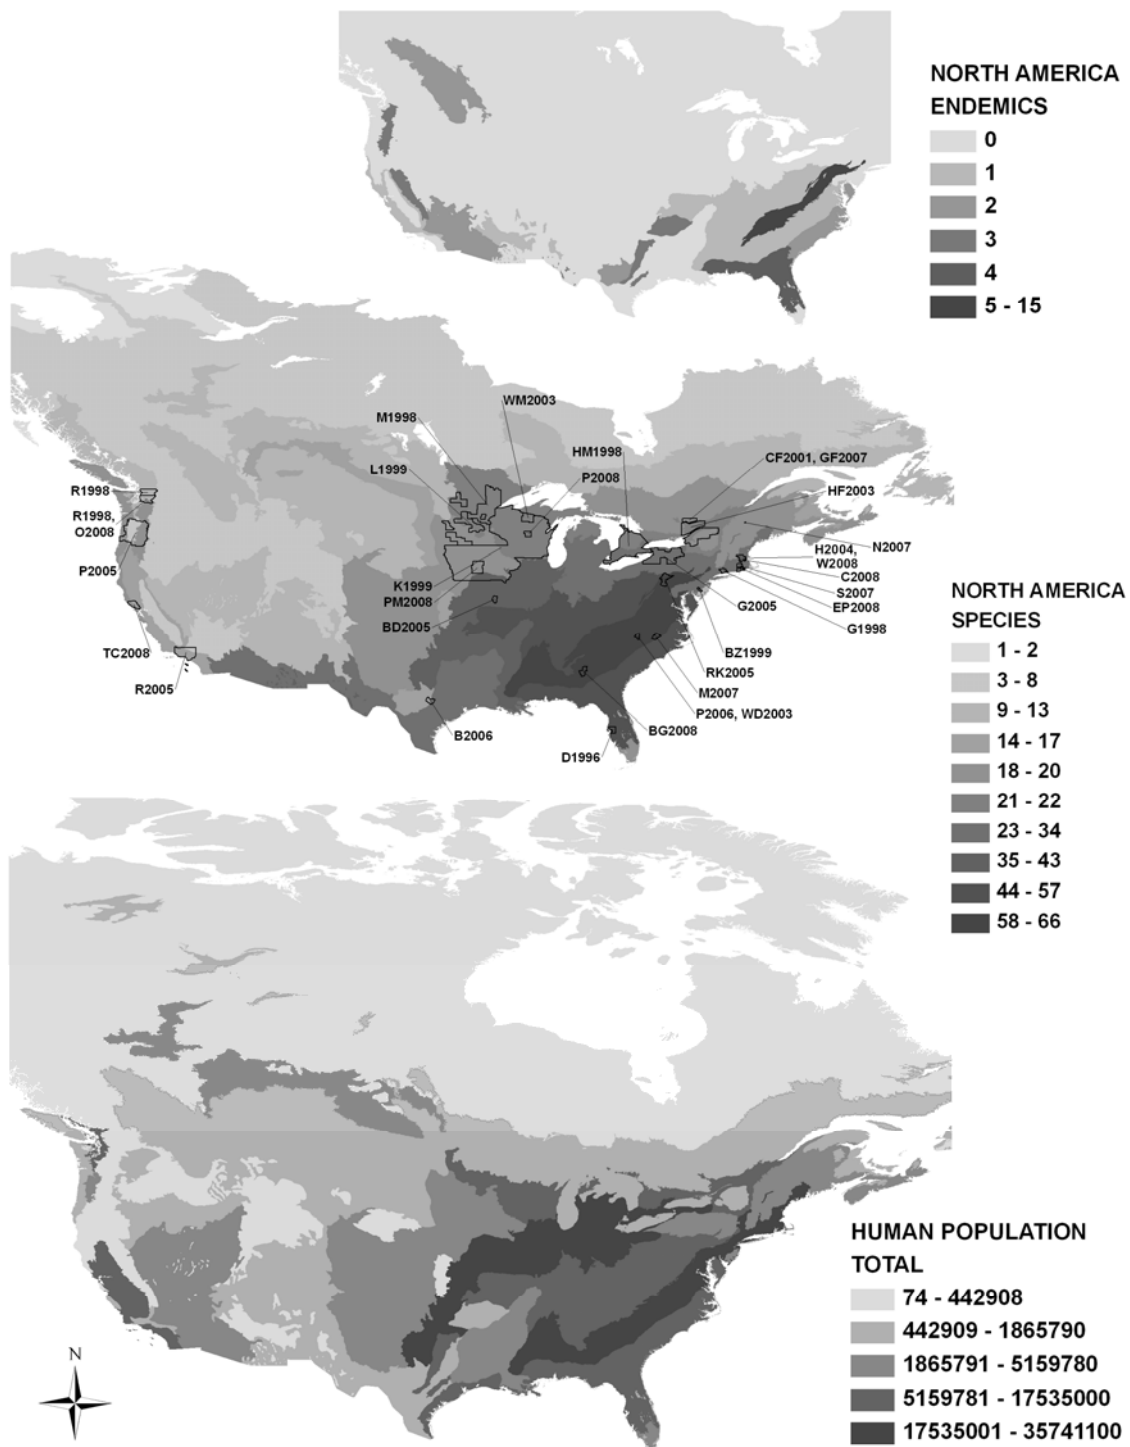 NORTH AMERICA
ENDEMICS
0
1
2
3
4
5 - 15
WM2003
M1998
HM1998
CF2001, GF2007
L1999
P2008
R1998
HF2003
R1998,
O2008
N2007
H2004,
W2008
P2005
C2008
K1999
S2007
PM2008
G2005
EP2008
BD2005
G1998
TC2008
BZ1999
RK2005
R2005
M2007
P2006, WD2003
B2006
BG2008
D1996
NORTH AMERICA
SPECIES
1 - 2
3 - 8
9 - 13
14 - 17
18 - 20
21 - 22
23 - 34
35 - 43
44 - 57
58 - 66
HUMAN POPULATION
TOTAL
74 - 442908
442909 - 1865790
1865791 - 5159780
5159781 - 17535000
17535001 - 35741100
N